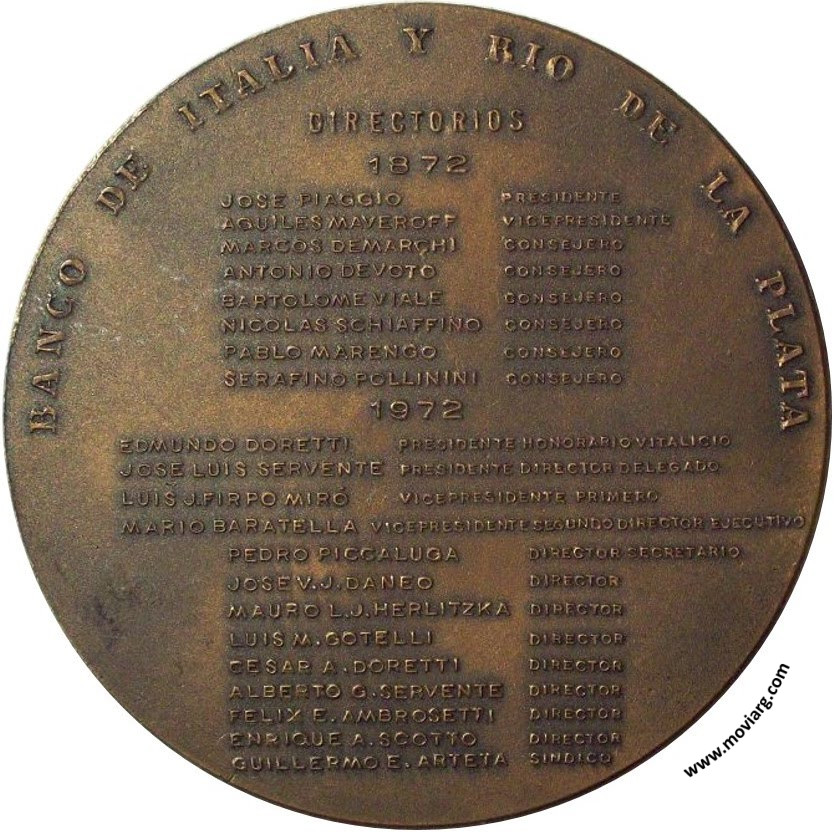 BANCO DE ITALIA Y RIO DE LA PLATA
DIRECTORIOS
1872
JOSE PIAGGIO PRESIDENTE
AQUILES MAVEROFF VICEPRESIDENTE
MARCOS DEMARCHI CONSEJERO
ANTONIO DEVOTO CONSEJERO
BARTOLOME VIALE CONSEJERO
NICOLAS SCHIAFFINO CONSEJERO
PABLO MARENGO CONSEJERO
SERAFINO POLLININI CONSEJERO
1972
EDMUNDO DORETTI PRESIDENTE HONORARIO VITALICIO
JOSE LUIS SERVENTE PRESIDENTE DIRECTOR DELEGADO
LUIS J. FIRPO MIRÓ VICEPRESIDENTE PRIMERO
MARIO BARATELLA VICEPRESIDENTE SEGUNDO DIRECTOR EJECUTIVO
PEDRO PICCALUGA DIRECTOR SECRETARIO
JOSE V. J. DANEO DIRECTOR
MAURO L.J. HERLITZKA DIRECTOR
LUIS M. GOTELLI DIRECTOR
CESAR A. DORETTI DIRECTOR
ALBERTO G. SERVENTE DIRECTOR
FELIX E. AMBROSETTI DIRECTOR
ENRIQUE A. SCOTTO DIRECTOR
GUILLERMO E. ARTETA SINDICO
www.moviarg.com